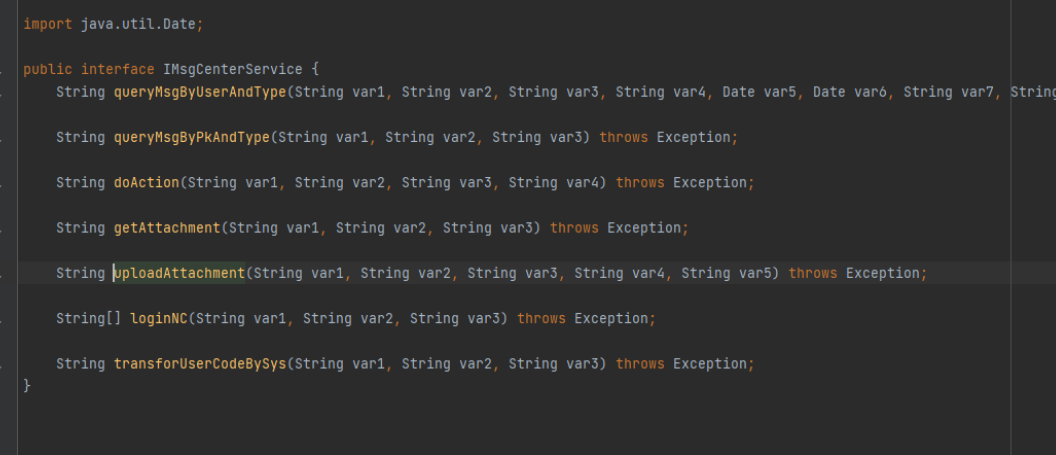 import java.util.Date;
public interface IMsgCenterService {
String queryMsgByUserAndType(String var1, String var2, String var3, String var4, Date var5, Date var6, String var7, String
String queryMsgByPkAndType(String var1, String var2, String var3) throws Exception;
String doAction(String var1, String var2, String var3, String var4) throws Exception;
String getAttachment(String var1, String var2, String var3) throws Exception;
String uploadAttachment(String var1, String var2, String var3, String var4, String var5) throws Exception;
String[] loginNC(String var1, String var2, String var3) throws Exception;
String transforUserCodeBySys(String var1, String var2, String var3) throws Exception;
}